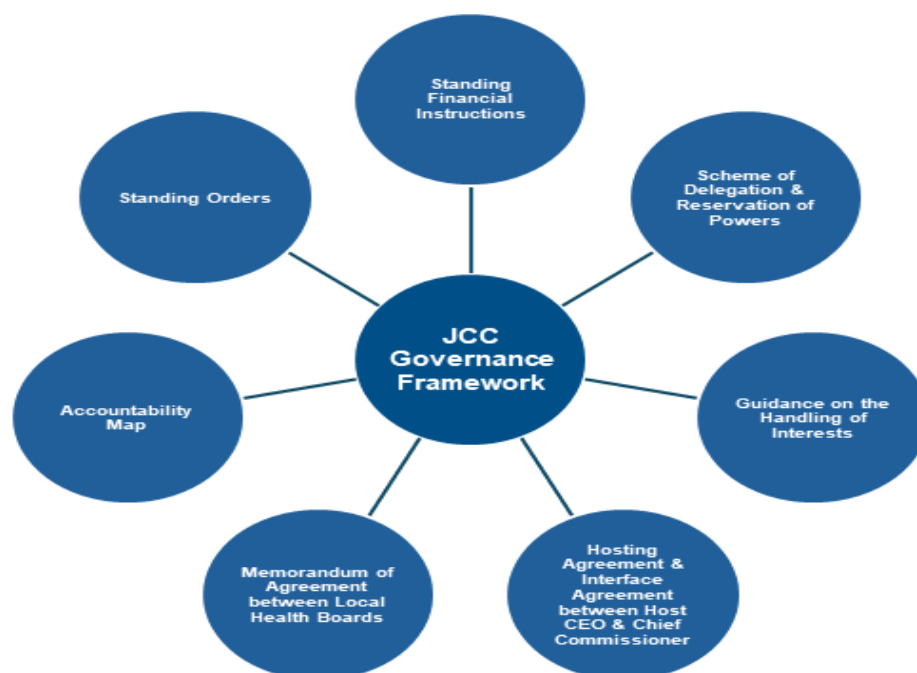 Standing
Financial
Instructions
Scheme of
Delegation &
Reservation of
Powers
Standing Orders
JCC
Governance
Framework
Guidance on the
Handling of
Interests
Accountability
Map
Hosting
Agreement &
Interface
Agreement
between Host
CEO & Chief
Commissioner
Memorandum of
Agreement
between Local
Health Boards